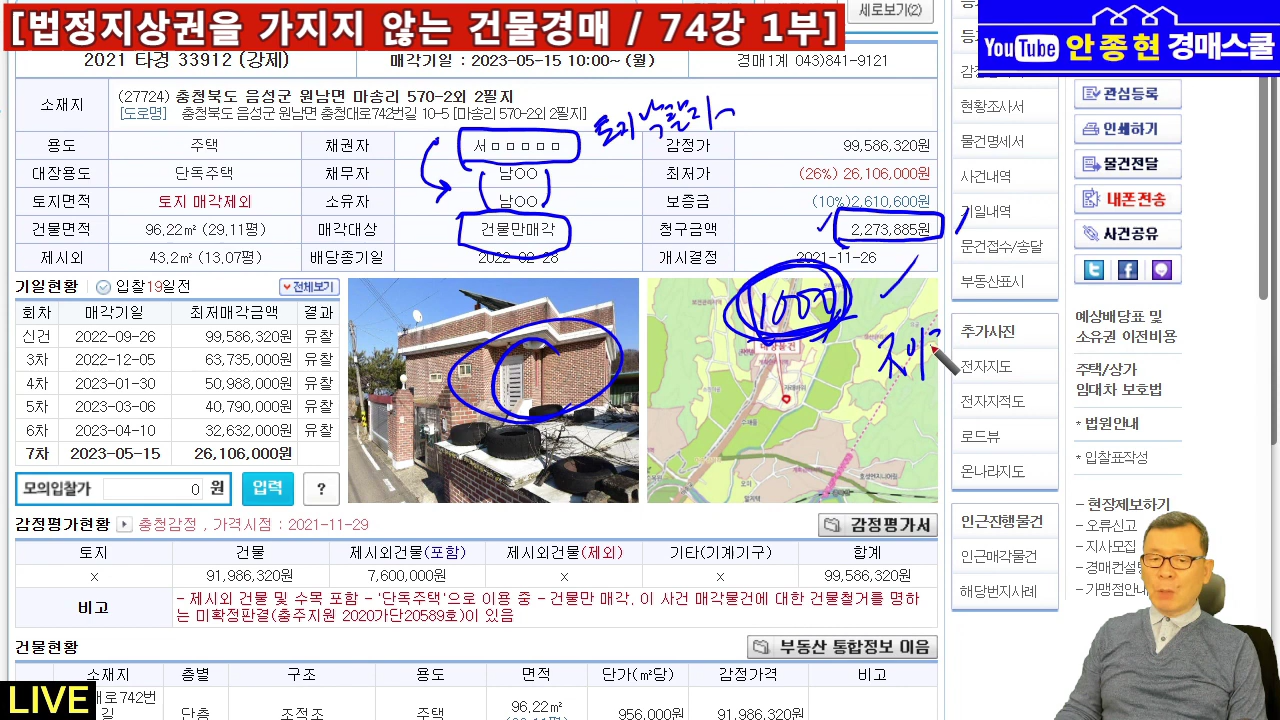 [법정지상권을 가지지 않는 건물경매 / 74강 1부]
세로보기(2)
YouTube 안종현 경매스쿨
2021 타경 33912 (강제) 매각기일 : 2023-05-15 10:00~ (월) 경매1계 043)241-9121
소재지 (27724) 충청북도 음성군 원남면 마송리 570-2외 2필지
[도로명] 충청북도 음성군 원남면 충청대로742번길 10-5 [마송리 570-2외 2필지]
용도 주택 채권자 서ㅁㅁㅁㅁㅁ 감정가 99,586,320원
대장용도 단독주택 채무자 남○○ 최저가 (26%) 26,106,000원
토지면적 토지 매각제외 소유자 남○○ 보증금 (10%)2,610,600원
건물면적 96.22㎡ (29.11평) 매각대상 건물만매각 청구금액 2,273,885원
제시외 43.2㎡ (13.07평) 배당종기일 2022-02-28 개시결정 2021-11-26
기일현황 입찰19일전 전체보기
회차 매각기일 최저매각금액 결과
신건 2022-09-26 99,586,320원 유찰
3차 2022-12-05 63,735,000원 유찰
4차 2023-01-30 50,988,000원 유찰
5차 2023-03-06 40,790,000원 유찰
6차 2023-04-10 32,632,000원 유찰
7차 2023-05-15 26,106,000원
모의입찰가 0 원 입력 ?
감정평가현황 충청감정 , 가격시점 : 2021-11-29 감정평가서
토지 건물 제시외건물(포함) 제시외건물(제외) 기타(기계기구) 합계
x 91,986,320원 7,600,000원 x x 99,586,320원
비고 - 제시외 건물 및 수목 포함 - '단독주택'으로 이용 중 - 건물만 매각. 이 사건 매각물건에 대한 건물철거를 명하
는 미확정판결(충주지원 2020가단20589호)이 있음
건물현황 부동산 통합정보 이음
소재지 층별 구조 용도 면적 단가(㎡당) 감정가격 비고
대로742번
길 단층 조적조 주택 96.22㎡ 956,000원 91,986,320원
LIVE
현황조사서
물건명세서
사건내역
기일내역
문건접수/송달
부동산표시
추가사진
전자지도
전자지적도
로드뷰
온나라지도
인근진행물건
인근매각물건
해당번지사례
관심등록
인쇄하기
물건전달
내폰전송
사건공유
예상배당표 및
소유권 이전비용
주택/상가
임대차 보호법
* 법원안내
* 입찰표작성
- 현장제보하기
- 오류신고
- 지사모집
- 경매컨설팅
- 가맹점안내